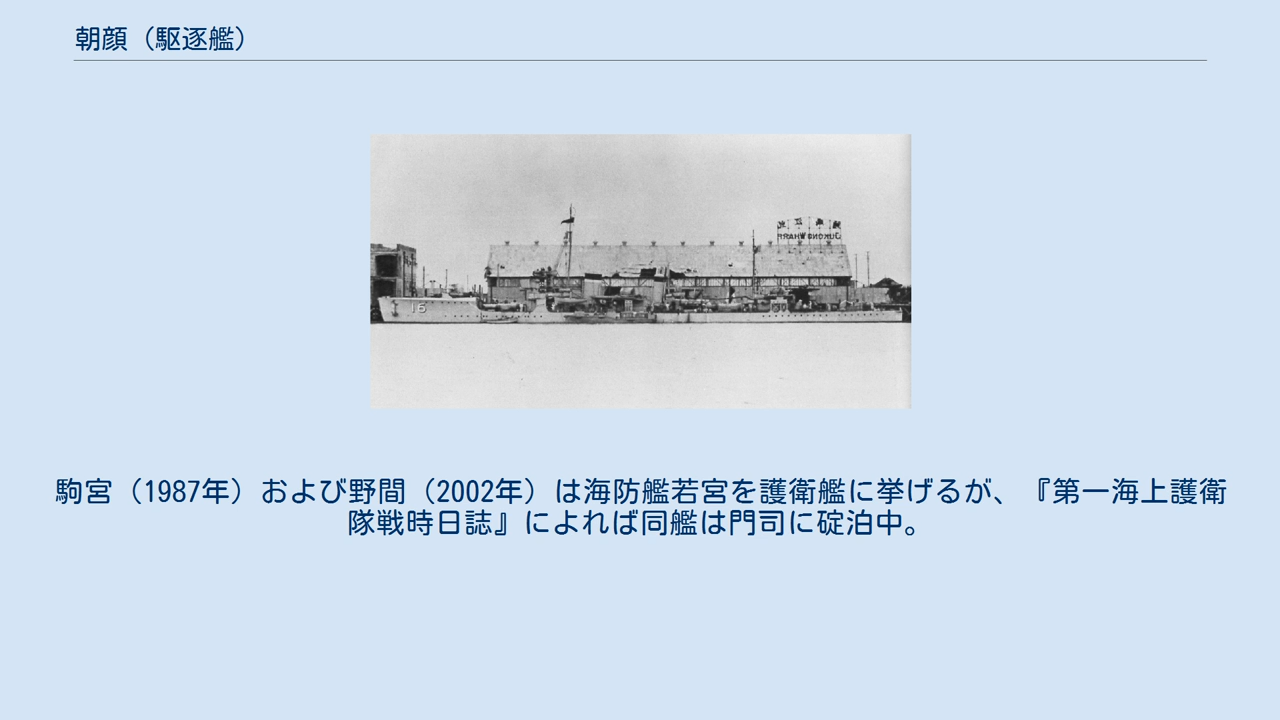 朝顔（駆逐艦）
15
駒宮（1987年）および野間（2002年）は海防艦若宮を護衛艦に挙げるが、『第一海上護衛
隊戦時日誌』によれば同艦は門司に碇泊中。